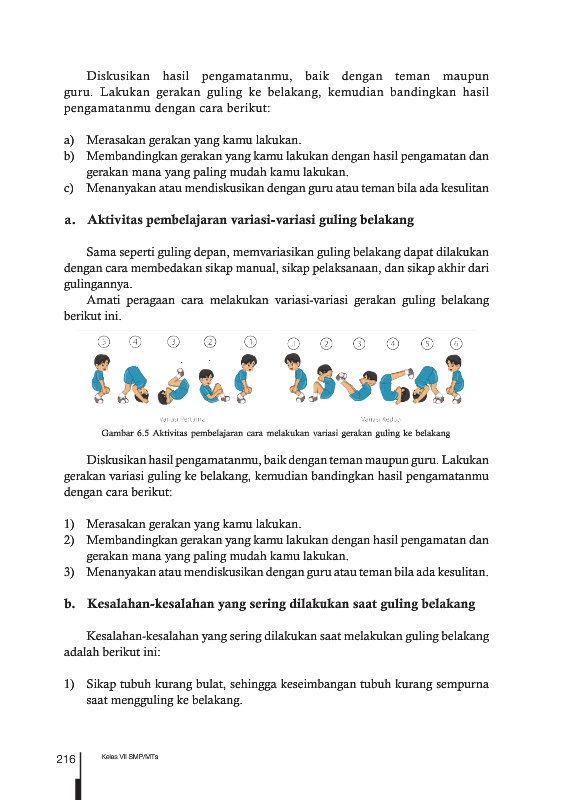 Diskusikan hasil pengamatanmu, baik dengan teman maupun
guru. Lakukan gerakan guling ke belakang, kemudian bandingkan hasil
pengamatanmu dengan cara berikut:
a) Merasakan gerakan yang kamu lakukan.
b) Membandingkan gerakan yang kamu lakukan dengan hasil pengamatan dan
gerakan mana yang paling mudah kamu lakukan.
c) Menanyakan atau mendiskusikan dengan guru atau teman bila ada kesulitan
a. Aktivitas pembelajaran variasi-variasi guling belakang
Sama seperti guling depan, memvariasikan guling belakang dapat dilakukan
dengan cara membedakan sikap manual, sikap pelaksanaan, dan sikap akhir dari
gulingannya.
Amati peragaan cara melakukan variasi-variasi gerakan guling belakang
berikut ini.
5 4 3 2 1 1 2 3 4 5 6
Variasi Pertama Variasi Kedua
Gambar 6.5 Aktivitas pembelajaran cara melakukan variasi gerakan guling ke belakang
Diskusikan hasil pengamatanmu, baik dengan teman maupun guru. Lakukan
gerakan variasi guling ke belakang, kemudian bandingkan hasil pengamatanmu
dengan cara berikut:
1) Merasakan gerakan yang kamu lakukan.
2) Membandingkan gerakan yang kamu lakukan dengan hasil pengamatan dan
gerakan mana yang paling mudah kamu lakukan.
3) Menanyakan atau mendiskusikan dengan guru atau teman bila ada kesulitan.
b. Kesalahan-kesalahan yang sering dilakukan saat guling belakang
Kesalahan-kesalahan yang sering dilakukan saat melakukan guling belakang
adalah berikut ini:
1) Sikap tubuh kurang bulat, sehingga keseimbangan tubuh kurang sempurna
saat mengguling ke belakang.
216 Kelas VII SMP/MTs